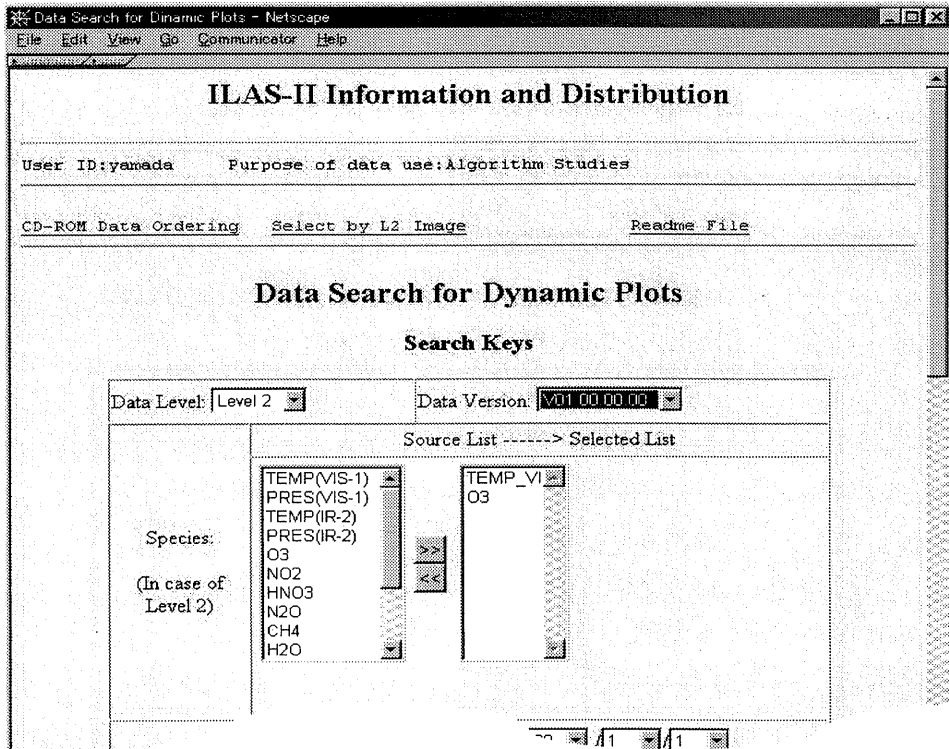 Data Search for Dinamic Plots - Netscape
File Edit View Go Communicator Help
ILAS-II Information and Distribution
User ID:yamada Purpose of data use:Algorithm Studies
CD-ROM Data Ordering Select by L2 Image Readme File
Data Search for Dynamic Plots
Search Keys
Data Level: Level 2 Data Version: V01.00.00.00
Source List ------> Selected List
Species:
(In case of
Level 2)
TEMP(VIS-1)
PRES(VIS-1)
TEMP(IR-2)
PRES(IR-2)
O3
NO2
HNO3
N2O
CH4
H2O
>>
<<
TEMP_VI
O3
/1 /1